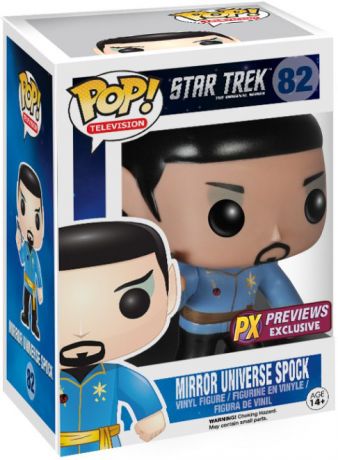 POP!
TELEVISION
STAR TREK
THE ORIGINAL SERIES
82
POP!
TELEVISION
MIRROR UNIVERSE SPOCK
82
PX PREVIEWS
EXCLUSIVE
MIRROR UNIVERSE SPOCK
VINYL FIGURE / FIGURINE EN VINYLE /
FIGURA DE VINIL
WARNING: CHOKING HAZARD.
May contain small parts.
AGE
14+